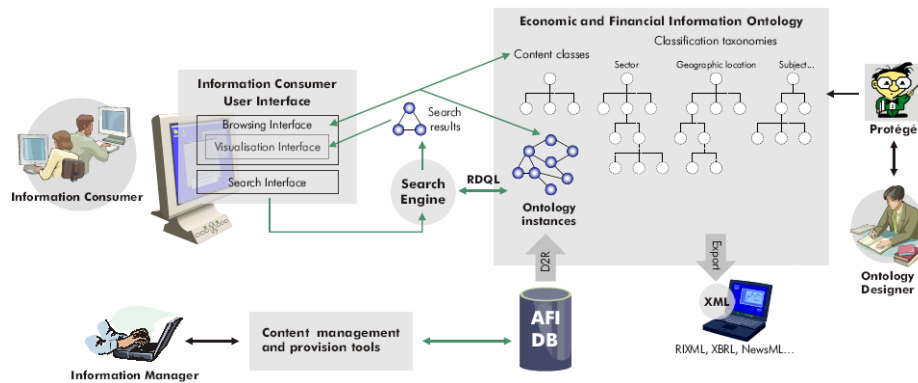 Economic and Financial Information Ontology
Classification taxonomies
Content classes
Sector
Geographic location
Subject...
Information Consumer
User Interface
Browsing Interface
Visualisation Interface
Search Interface
Search
results
Search
Engine
RDQL
Ontology
instances
Protégé
Information Consumer
Ontology
Designer
D2R
Export
XML
AFI
DB
RIXML, XBRL, NewsML...
Content management
and provision tools
Information Manager